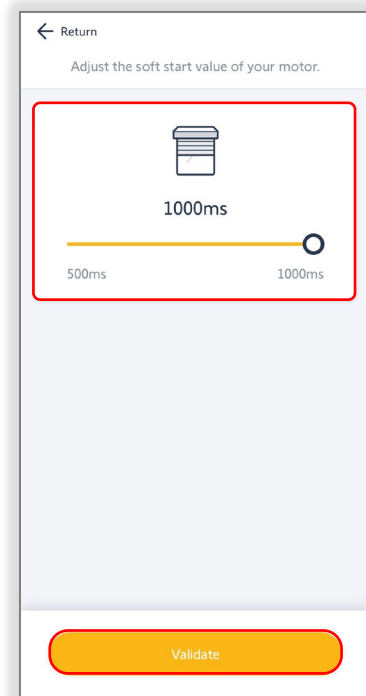 Return
Adjust the soft start value of your motor.
1000ms
500ms 1000ms
Validate